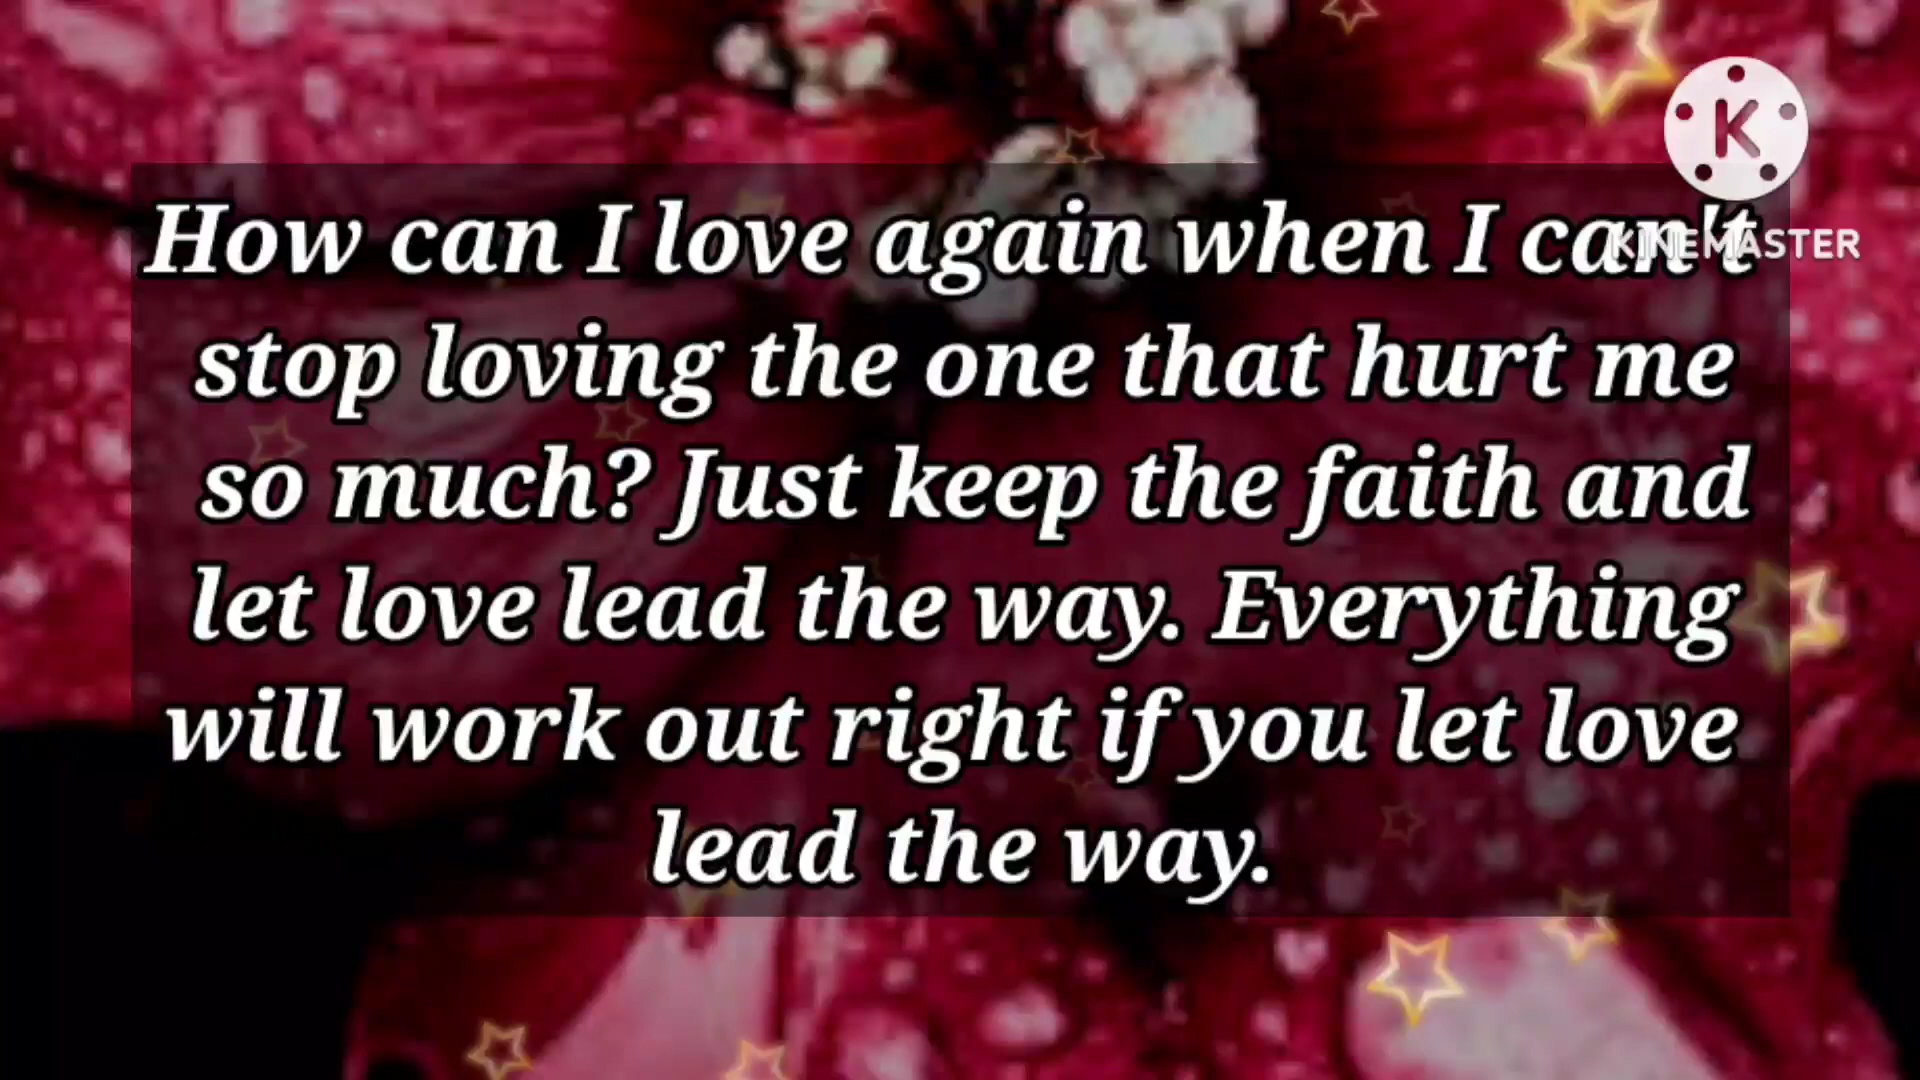 K
KINEMASTER
How can I love again when I can't
stop loving the one that hurt me
so much? Just keep the faith and
let love lead the way. Everything
will work out right if you let love
lead the way.